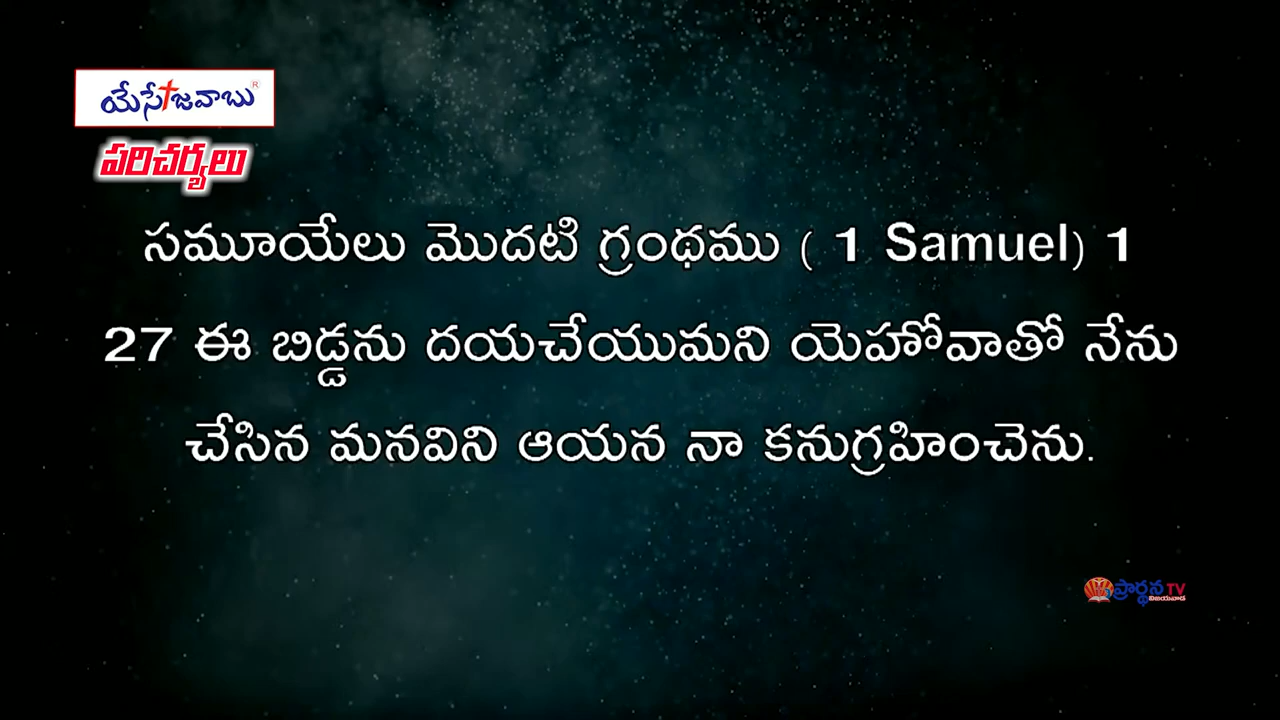 యేసేజవాబు®
పరిచర్యలు
సమూయేలు మొదటి గ్రంథము ( 1 Samuel) 1
27 ఈ బిడ్డను దయచేయుమని యెహోవాతో నేను
చేసిన మనవిని ఆయన నా కనుగ్రహించెను.
ప్రార్థన TV
విజయవాడ